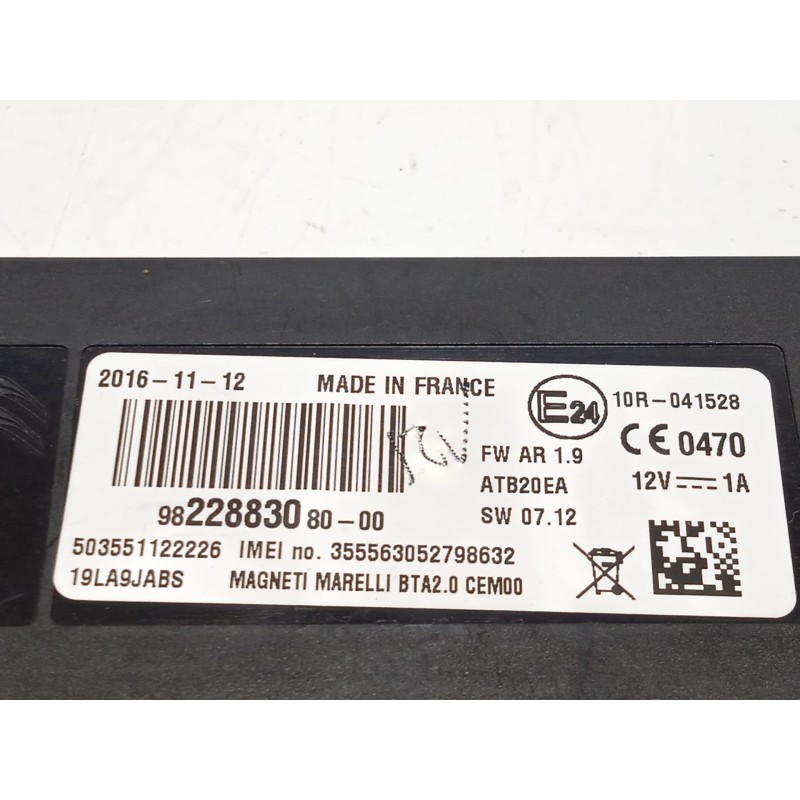 2016-11-12 MADE IN FRANCE
E24 10R-041528
CE 0470
FW AR 1.9
ATB20EA 12V 1A
SW 07.12
98228830 80-00
503551122226 IMEI no. 355563052798632
19LA9JABS MAGNETI MARELLI BTA2.0 CEM00